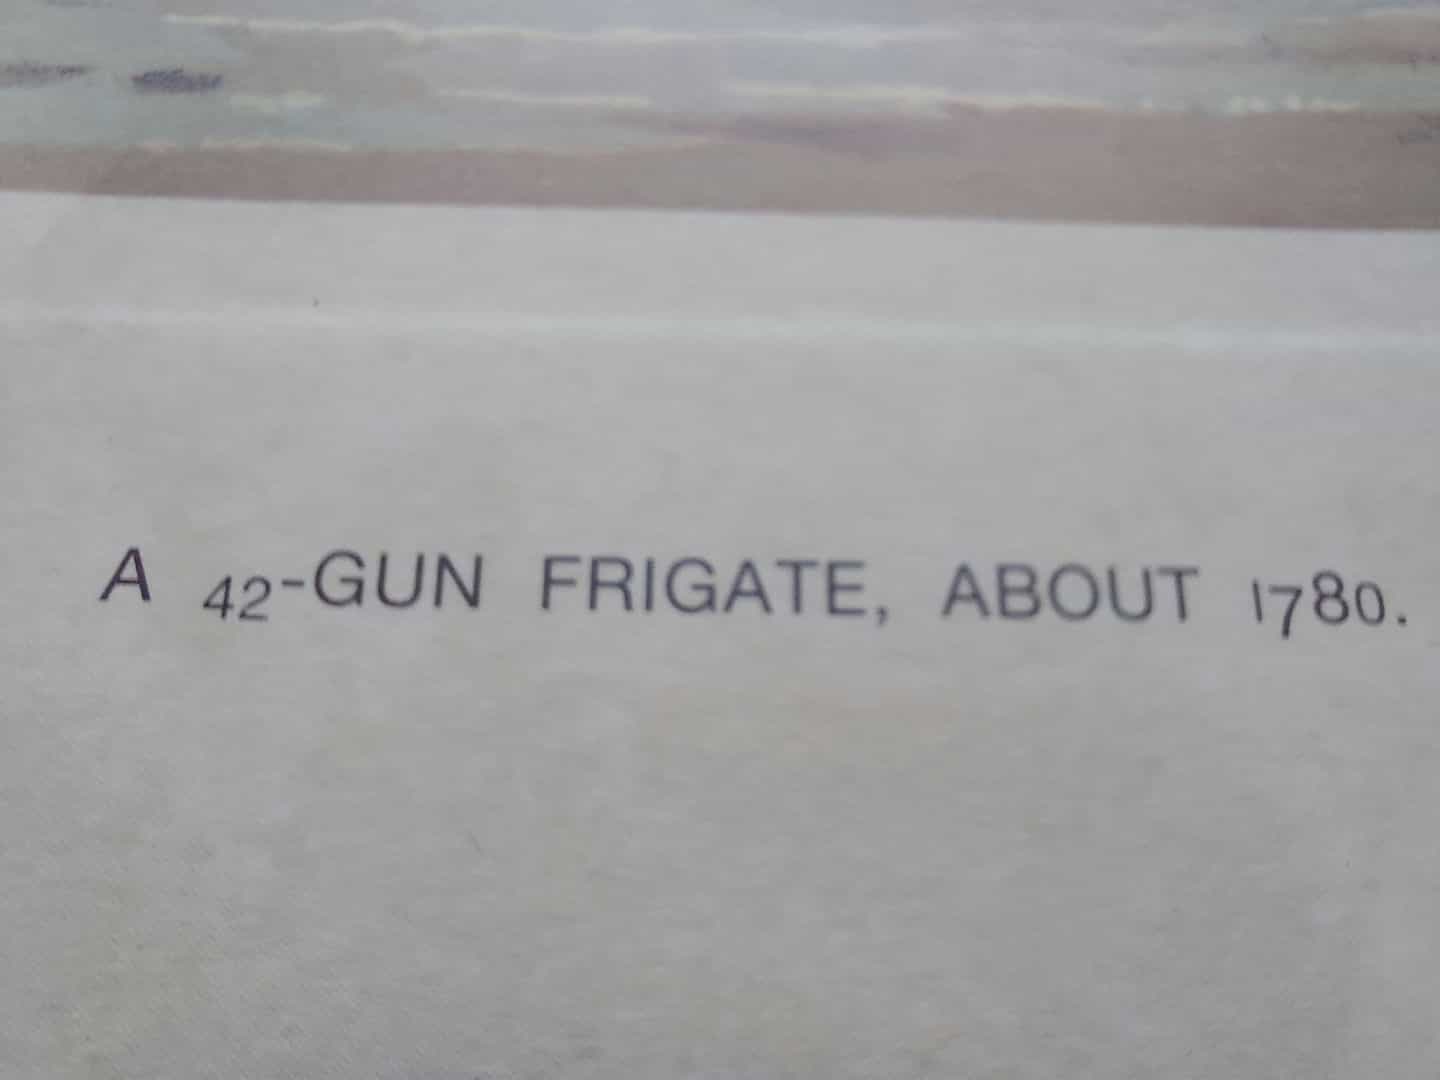 A 42-GUN FRIGATE, ABOUT 1780.